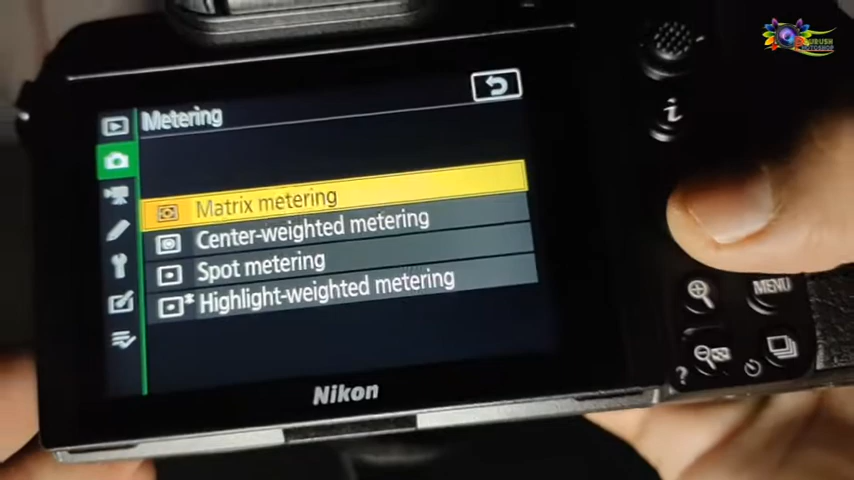 Metering
Matrix metering
Center-weighted metering
Spot metering
Highlight-weighted metering
Nikon
i
MENU
?